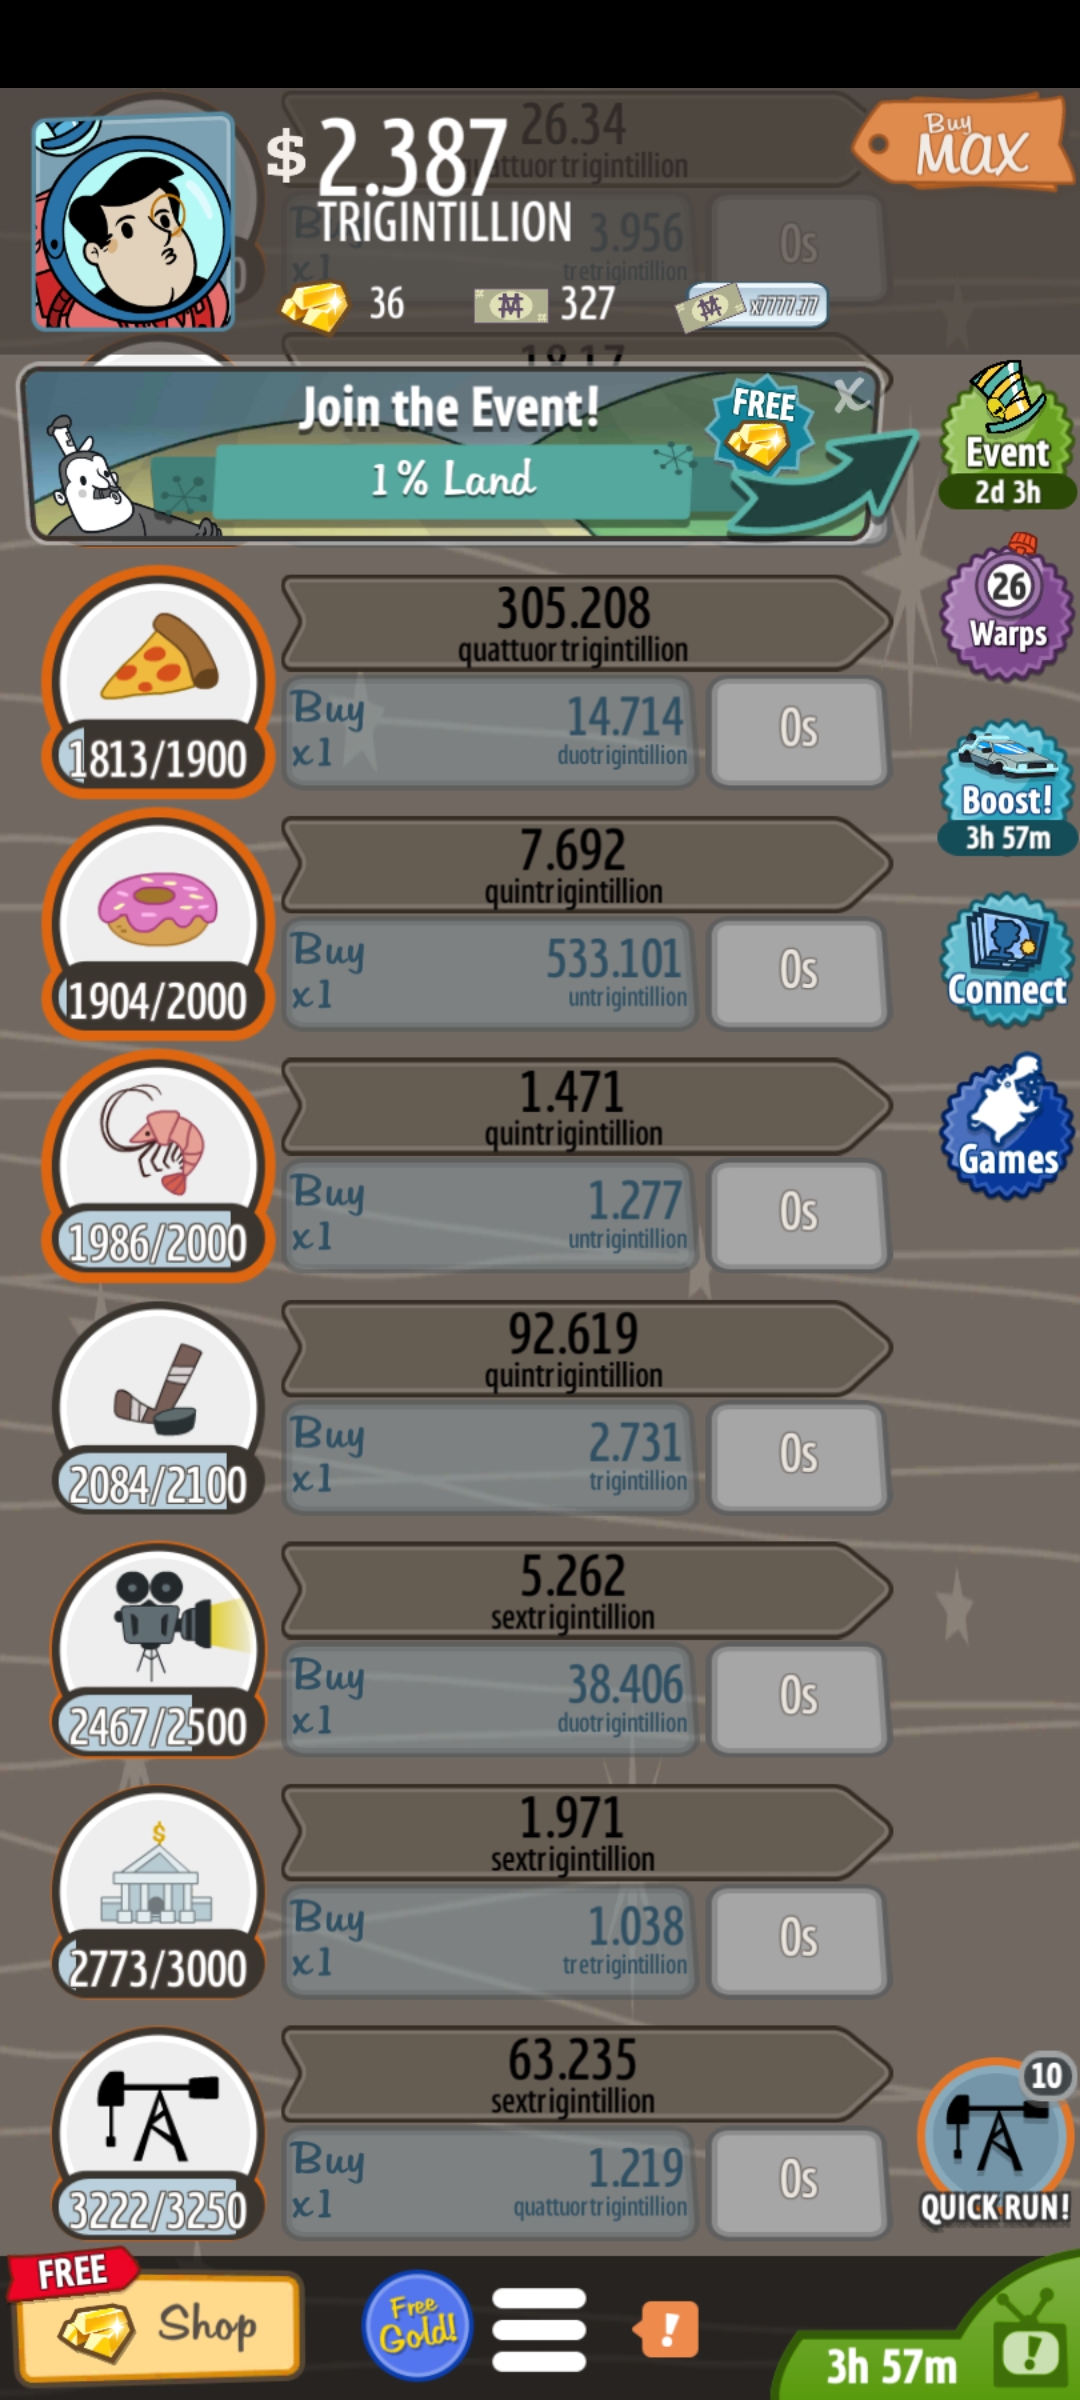 26.34
$ 2.387
quattuortrigintillion
TRIGINTILLION
Buy
MAX
3.956
x1
tretrigintillion
0s
36
327
x7777.77
18.17
Join the Event!
1% Land
FREE
X
Event
2d 3h
26
Warps
305.208
quattuortrigintillion
1813/1900
Buy
x1
14.714
duotrigintillion
0s
Boost!
3h 57m
7.692
quintrigintillion
1904/2000
Buy
x1
533.101
untrigintillion
0s
Connect
1.471
quintrigintillion
1986/2000
Buy
x1
1.277
untrigintillion
0s
Games
92.619
quintrigintillion
2084/2100
Buy
x1
2.731
trigintillion
0s
5.262
sextrigintillion
2467/2500
Buy
x1
38.406
duotrigintillion
0s
$
1.971
sextrigintillion
2773/3000
Buy
x1
1.038
tretrigintillion
0s
63.235
sextrigintillion
3222/3250
Buy
x1
1.219
quattuortrigintillion
0s
10
QUICK RUN!
FREE
Shop
Free
Gold!
!
3h 57m
!